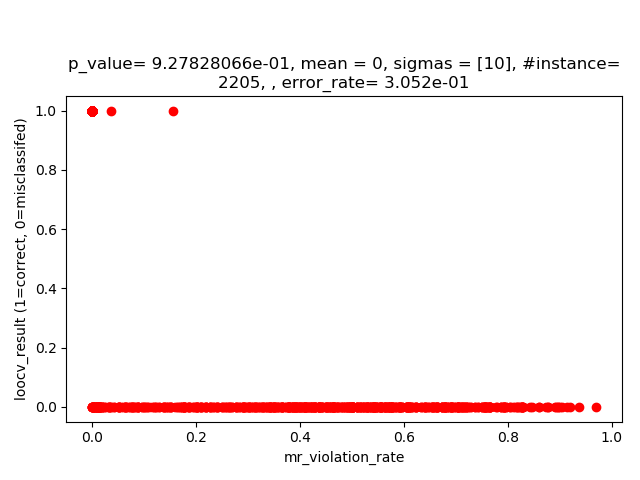 p_value= 9.27828066e-01, mean = 0, sigmas = [10], #instance=
2205, , error_rate= 3.052e-01
1.0
0.8
0.6
0.4
0.2
0.0
loocv_result (1=correct, 0=misclassifed)
0.0 0.2 0.4 0.6 0.8 1.0
mr_violation_rate